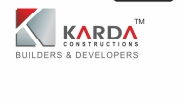 KARDA™
CONSTRUCTIONS
BUILDERS & DEVELOPERS